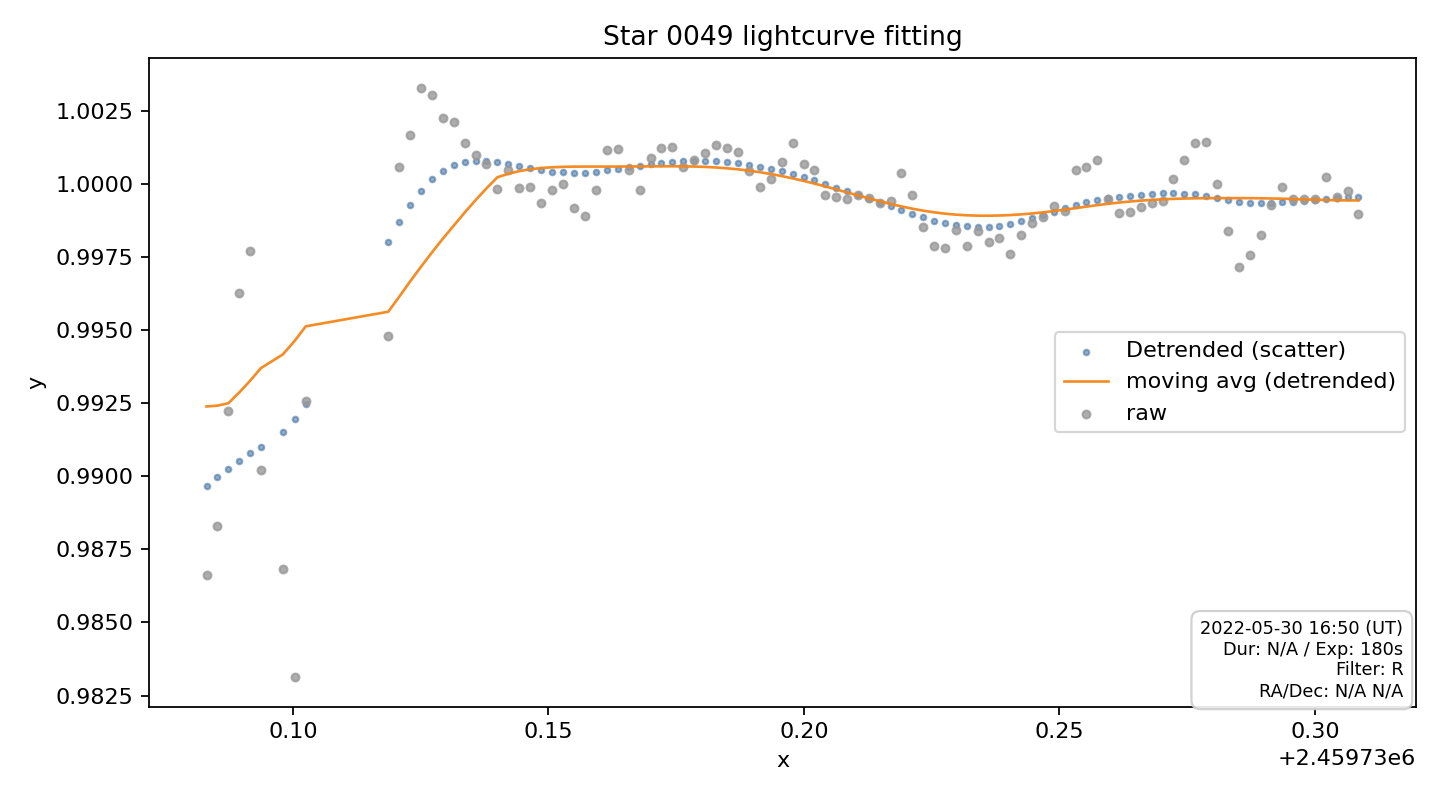 Star 0049 lightcurve fitting
1.0025
1.0000
0.9975
0.9950
0.9925
0.9900
0.9875
0.9850
0.9825
y
Detrended (scatter)
moving avg (detrended)
raw
2022-05-30 16:50 (UT)
Dur: N/A / Exp: 180s
Filter: R
RA/Dec: N/A N/A
0.10 0.15 0.20 0.25 0.30
x
+2.45973e6